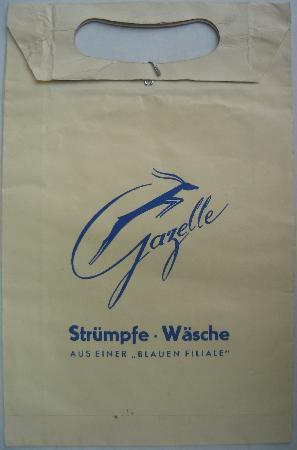 Gazelle
Strümpfe · Wäsche
AUS EINER „BLAUEN FILIALE"